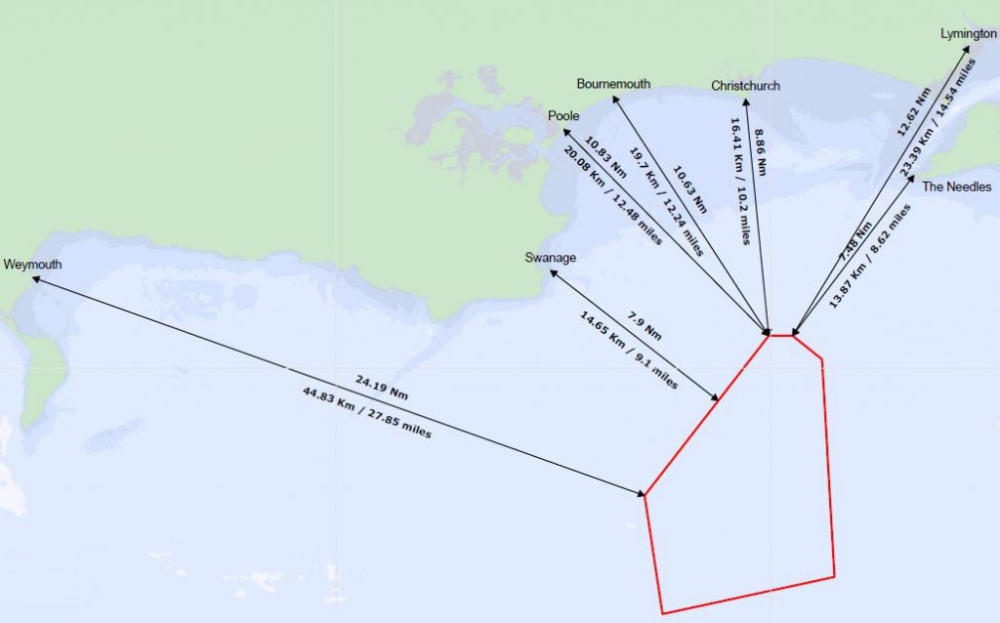 Lymington
Bournemouth
Christchurch
Poole
12.62 Nm
23.39 Km / 14.54 miles
The Needles
10.83 Nm
20.08 Km / 12.48 miles
10.63 Nm
19.7 Km / 12.24 miles
8.86 Nm
16.41 Km / 10.2 miles
7.48 Nm
13.87 Km / 8.62 miles
Weymouth
Swanage
7.9 Nm
14.65 Km / 9.1 miles
24.19 Nm
44.83 Km / 27.85 miles